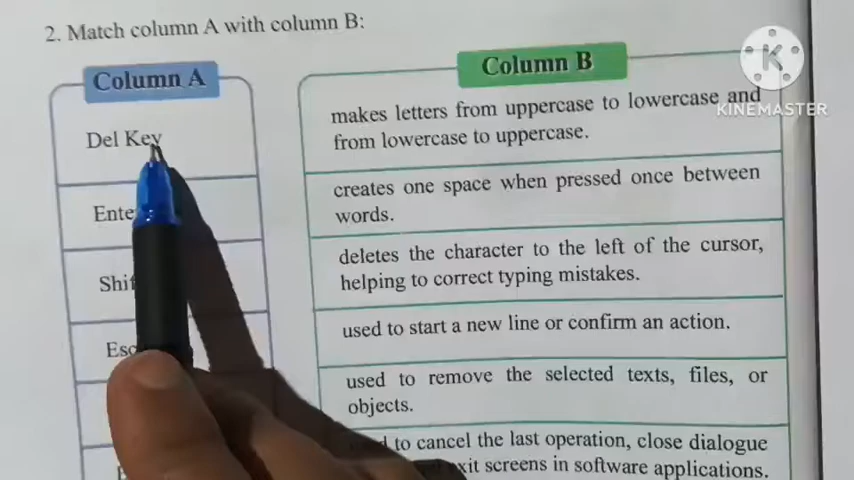 2. Match column A with column B:
Column A
Column B
Del Key
makes letters from uppercase to lowercase and
from lowercase to uppercase.
creates one space when pressed once between
words.
deletes the character to the left of the cursor,
helping to correct typing mistakes.
used to start a new line or confirm an action.
used to remove the selected texts, files, or
objects.
to cancel the last operation, close dialogue
screens in software applications.
K
KINEMASTER